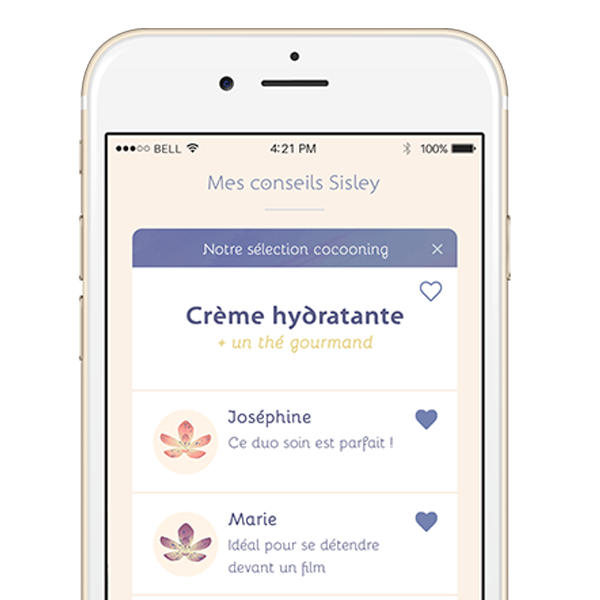 BELL 4:21 PM 100%
Mes conseils Sisley
Notre sélection cocooning ×
Crème hydratante
+ un thé gourmand
Joséphine
Ce duo soin est parfait !
Marie
Idéal pour se détendre
devant un film